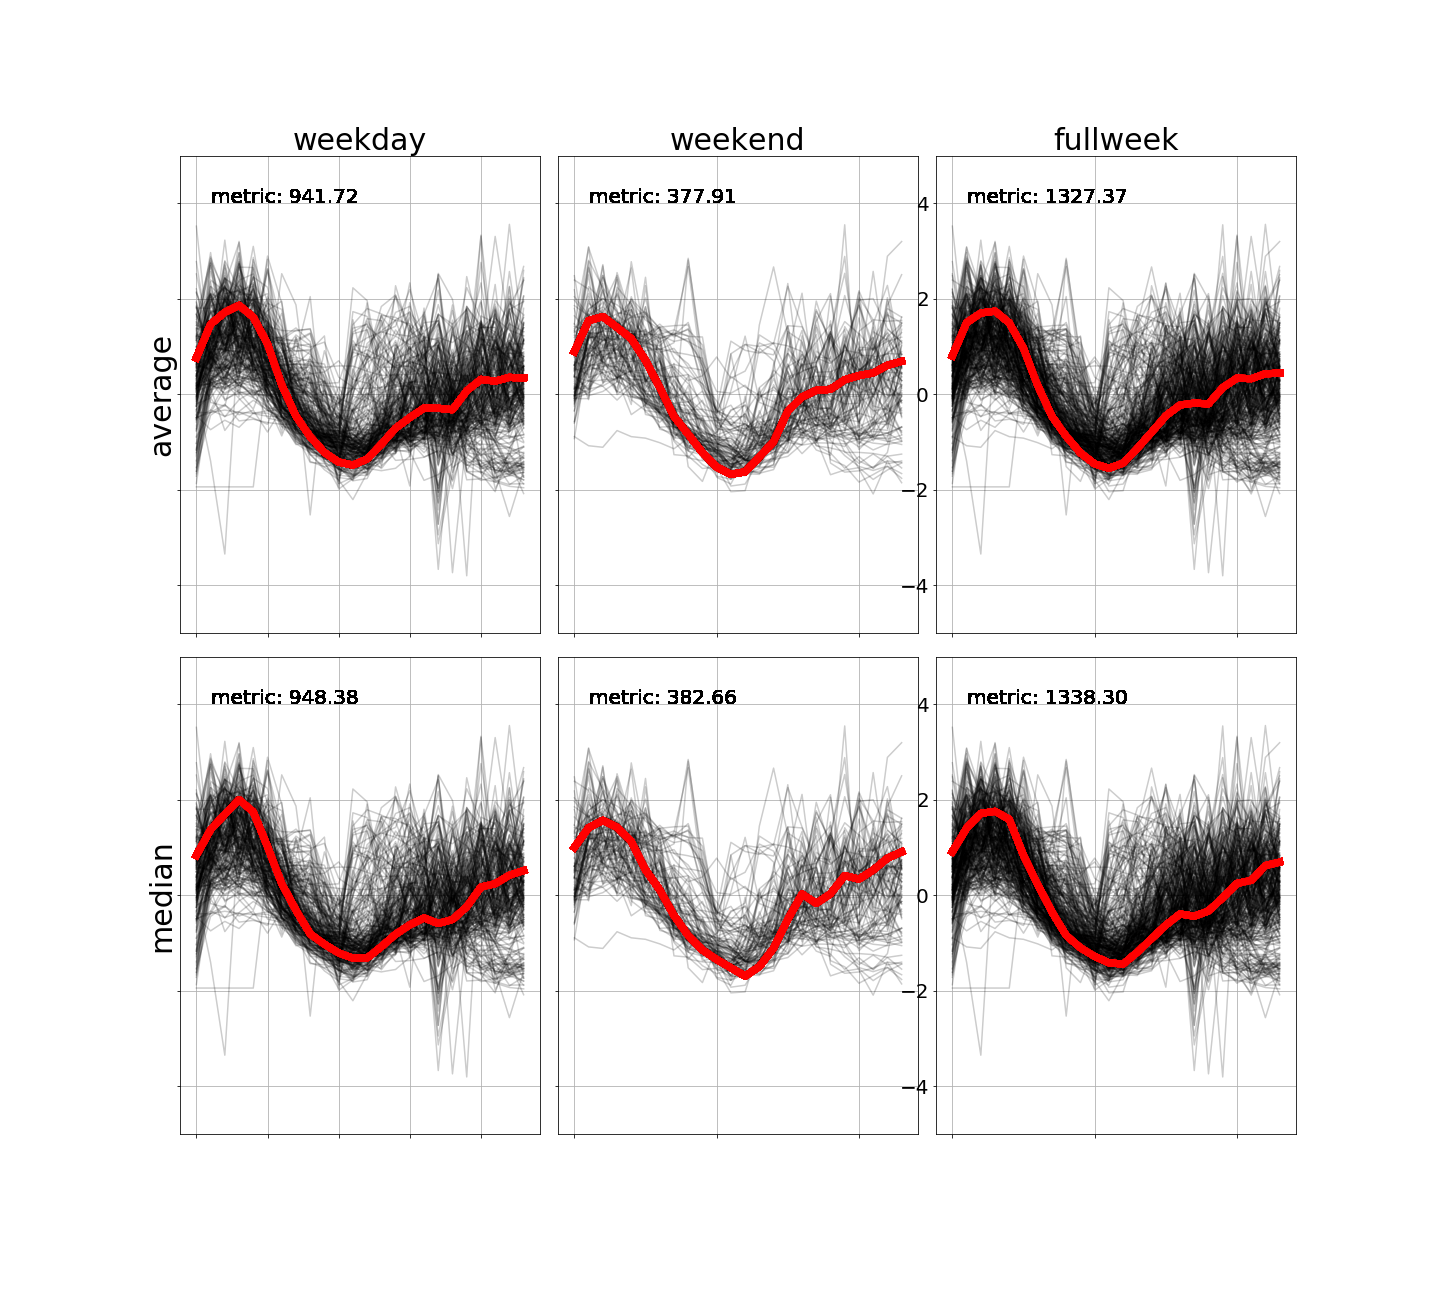 weekday
weekend
fullweek
average
metric: 941.72
metric: 377.91
metric: 1327.37
4
2
0
−2
−4
median
metric: 948.38
metric: 382.66
metric: 1338.30
4
2
0
−2
−4